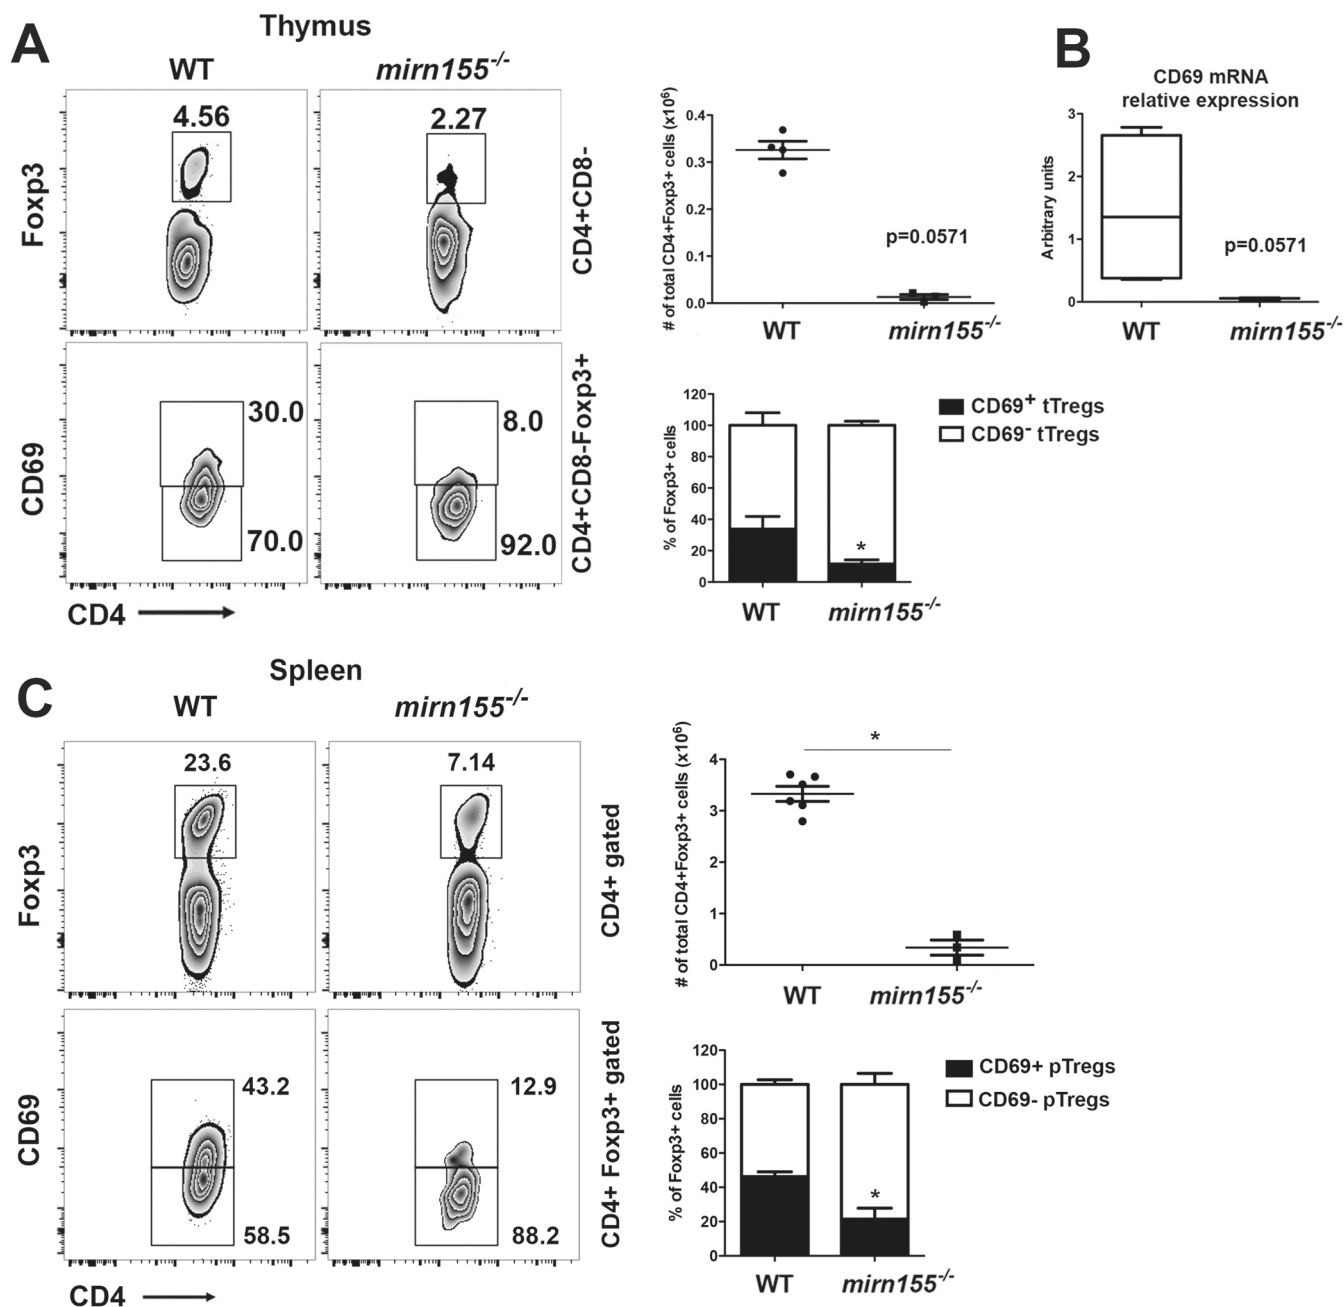 A
Thymus
WT
mirn155-/-
4.56
2.27
Foxp3
CD4+CD8-
30.0
70.0
8.0
92.0
CD69
CD4+CD8-Foxp3+
CD4
# of total CD4+Foxp3+ cells (x10⁶)
0.4
0.3
0.2
0.1
0.0
p=0.0571
WT
mirn155-/-
% of Foxp3+ cells
120
100
80
60
40
20
0
*
WT
mirn155-/-
CD69+ tTregs
CD69- tTregs
B
CD69 mRNA
relative expression
Arbitrary units
3
2
1
0
p=0.0571
WT
mirn155-/-
C
Spleen
WT
mirn155-/-
23.6
7.14
Foxp3
CD4+ gated
43.2
58.5
12.9
88.2
CD69
CD4+ Foxp3+ gated
CD4
# of total CD4+Foxp3+ cells (x10⁶)
4
3
2
1
0
*
WT
mirn155-/-
% of Foxp3+ cells
120
100
80
60
40
20
0
*
WT
mirn155-/-
CD69+ pTregs
CD69- pTregs